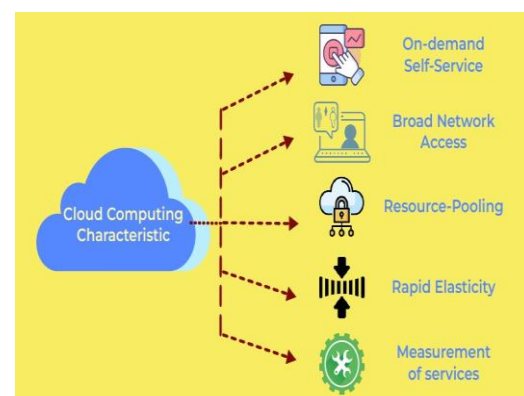 On-demand
Self-Service
Broad Network
Access
Cloud Computing
Characteristic
Resource-Pooling
Rapid Elasticity
Measurement
of services